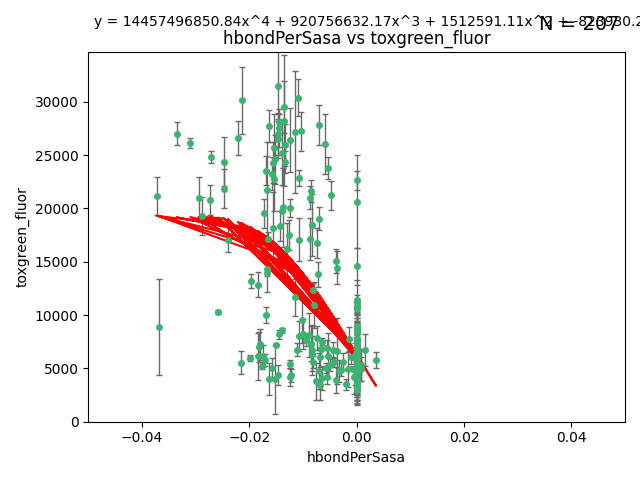 y = 14457496850.84x^4 + 920756632.17x^3 + 1512591.11x^2 +
N = 207
hbondPerSasa vs toxgreen_fluor
30000
25000
20000
15000
10000
5000
0
toxgreen_fluor
−0.04 −0.02 0.00 0.02 0.04
hbondPerSasa